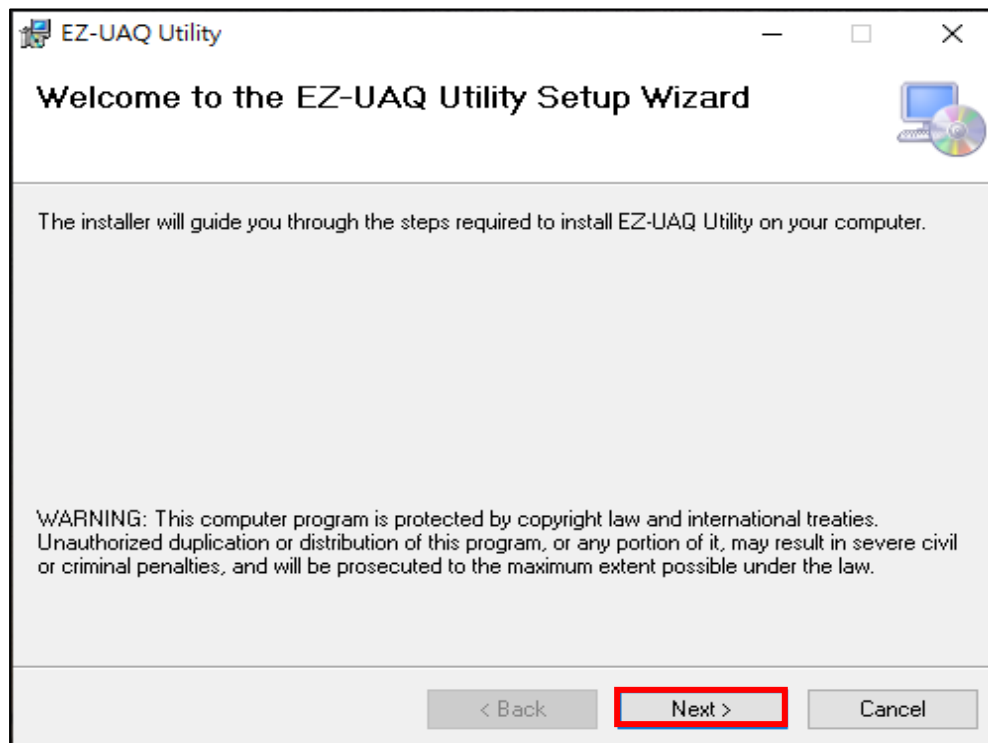 EZ-UAQ Utility
Welcome to the EZ-UAQ Utility Setup Wizard
The installer will guide you through the steps required to install EZ-UAQ Utility on your computer.
WARNING: This computer program is protected by copyright law and international treaties.
Unauthorized duplication or distribution of this program, or any portion of it, may result in severe civil
or criminal penalties, and will be prosecuted to the maximum extent possible under the law.
< Back
Next >
Cancel